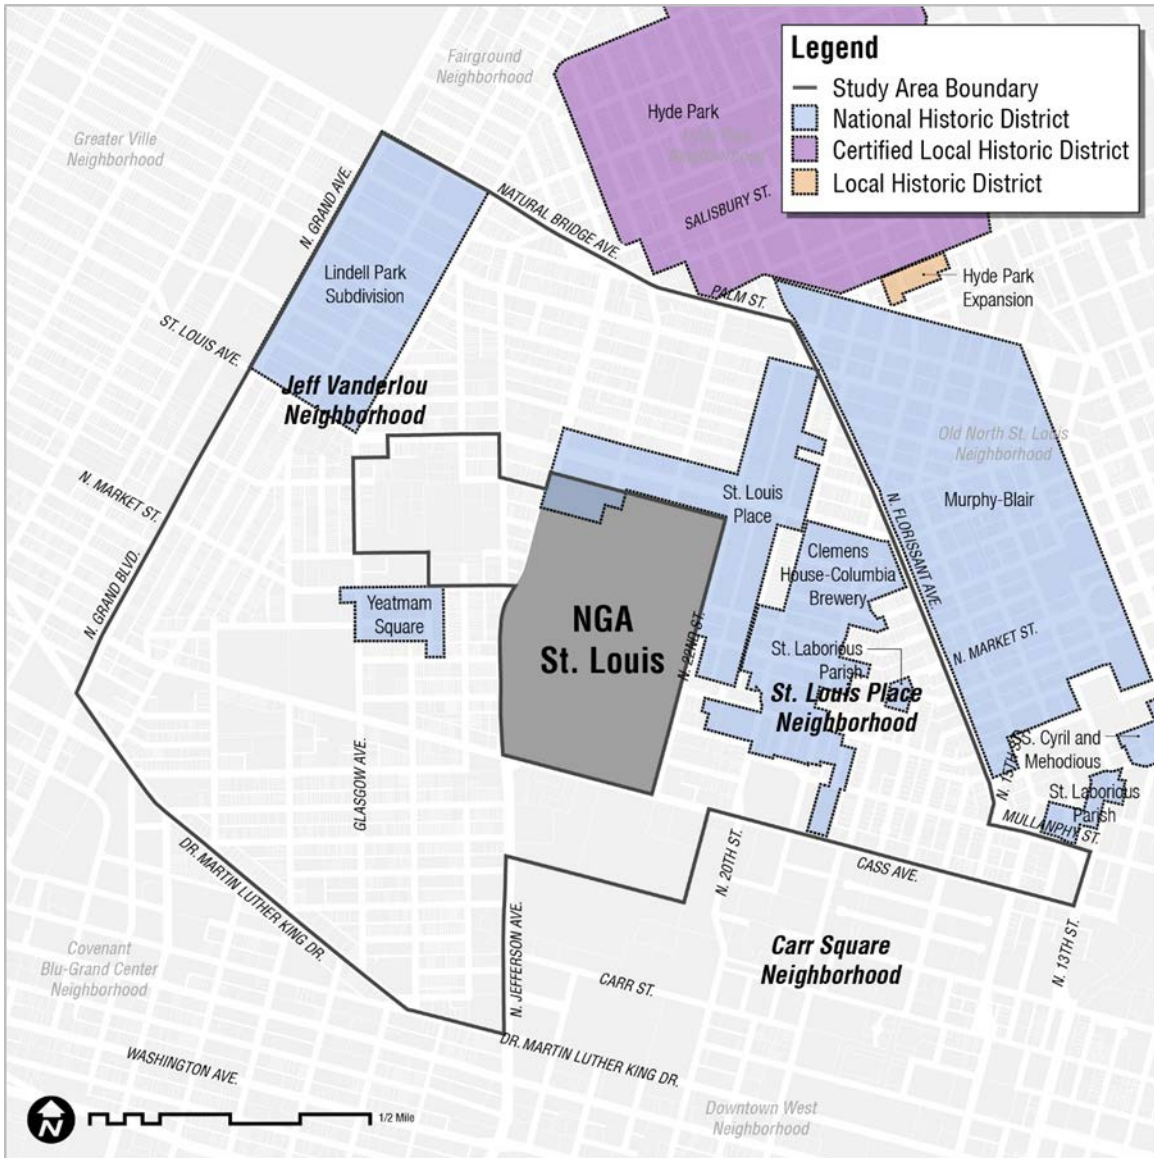 Fairground
Neighborhood
Greater Ville
Neighborhood
Hyde Park
Legend
Study Area Boundary
National Historic District
Certified Local Historic District
Local Historic District
N. GRAND AVE.
NATURAL BRIDGE AVE.
SALISBURY ST.
Lindell Park
Subdivision
PALM ST.
Hyde Park
Expansion
ST. LOUIS AVE.
Jeff Vanderlou
Neighborhood
Old North St. Louis
Neighborhood
N. MARKET ST.
St. Louis
Place
Murphy-Blair
N. FLORISSANT AVE.
Clemens
House-Columbia
Brewery
N. GRAND BLVD.
Yeatmam
Square
NGA
St. Louis
N. 22ND ST.
N. MARKET ST.
St. Laborious
Parish
St. Louis Place
Neighborhood
N. 15TH ST.
S.S. Cyril and
Mehodious
St. Laborious
Parish
MULLANPHY ST.
GLASGOW AVE.
DR. MARTIN LUTHER KING DR.
N. 20TH ST.
CASS AVE.
N. JEFFERSON AVE.
Carr Square
Neighborhood
N. 13TH ST.
Covenant
Blu-Grand Center
Neighborhood
CARR ST.
WASHINGTON AVE.
DR. MARTIN LUTHER KING DR.
Downtown West
Neighborhood
N
1/2 Mile